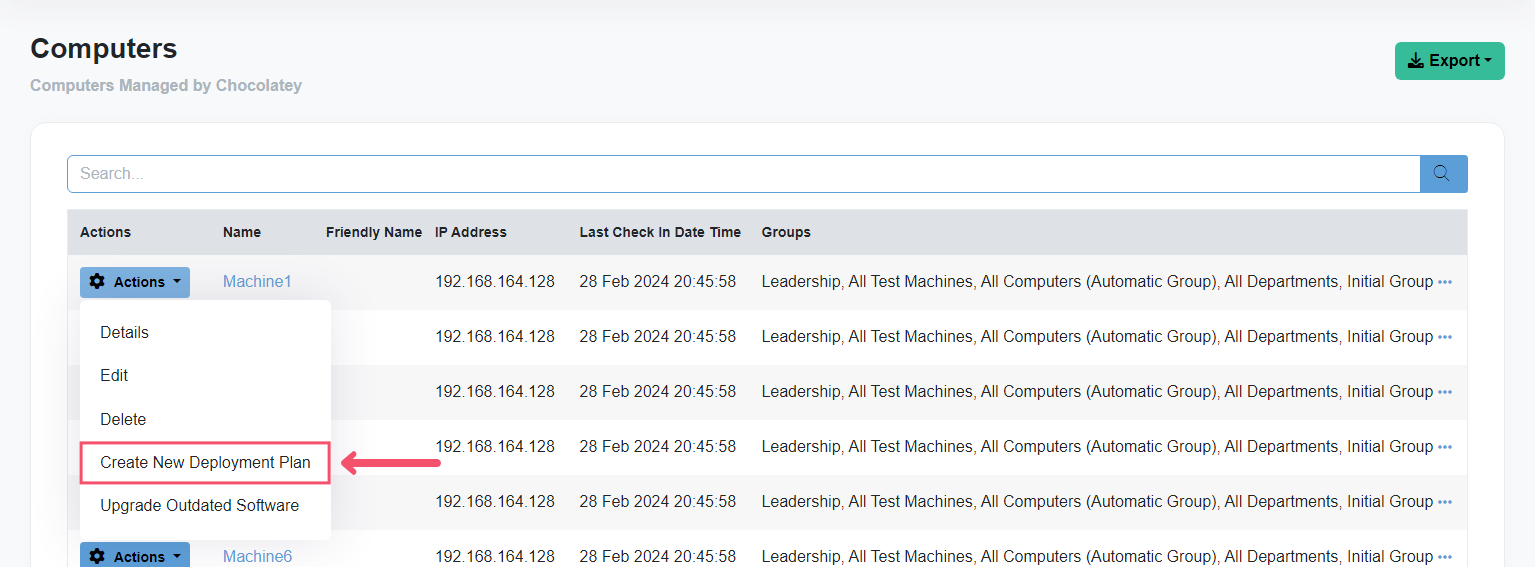 Computers
Export
Computers Managed by Chocolatey
Search...
Actions Name Friendly Name IP Address Last Check In Date Time Groups
Actions Machine1 192.168.164.128 28 Feb 2024 20:45:58 Leadership, All Test Machines, All Computers (Automatic Group), All Departments, Initial Group •••
Details
192.168.164.128 28 Feb 2024 20:45:58 Leadership, All Test Machines, All Computers (Automatic Group), All Departments, Initial Group •••
Edit
192.168.164.128 28 Feb 2024 20:45:58 Leadership, All Test Machines, All Computers (Automatic Group), All Departments, Initial Group •••
Delete
192.168.164.128 28 Feb 2024 20:45:58 Leadership, All Test Machines, All Computers (Automatic Group), All Departments, Initial Group •••
Create New Deployment Plan
192.168.164.128 28 Feb 2024 20:45:58 Leadership, All Test Machines, All Computers (Automatic Group), All Departments, Initial Group •••
Upgrade Outdated Software
Actions Machine6 192.168.164.128 28 Feb 2024 20:45:58 Leadership, All Test Machines, All Computers (Automatic Group), All Departments, Initial Group •••